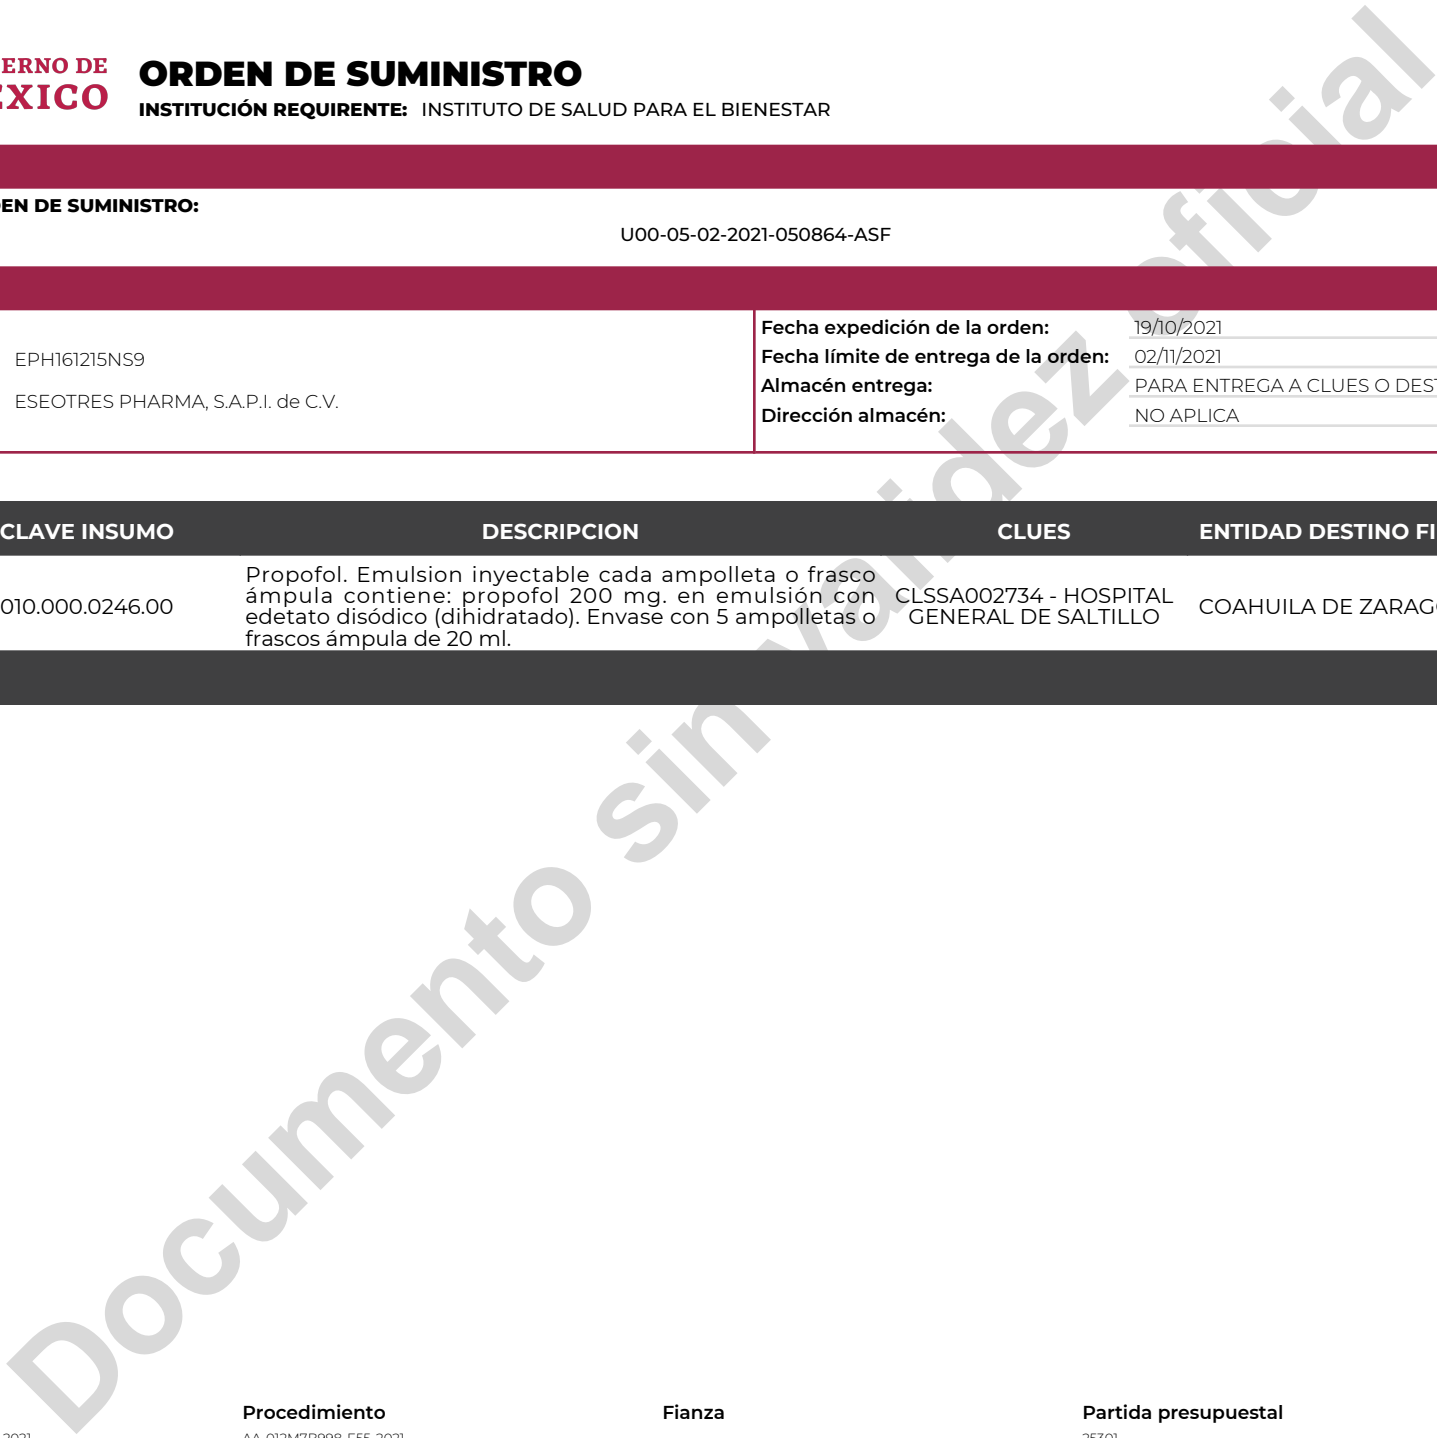 ERNO DE
ÉXICO
ORDEN DE SUMINISTRO
INSTITUCIÓN REQUIRENTE: INSTITUTO DE SALUD PARA EL BIENESTAR
EN DE SUMINISTRO:
U00-05-02-2021-050864-ASF
EPH161215NS9
ESEOTRES PHARMA, S.A.P.I. de C.V.
Fecha expedición de la orden: 19/10/2021
Fecha límite de entrega de la orden: 02/11/2021
Almacén entrega: PARA ENTREGA A CLUES O DEST
Dirección almacén: NO APLICA
CLAVE INSUMO DESCRIPCION CLUES ENTIDAD DESTINO FI
010.000.0246.00
Propofol. Emulsion inyectable cada ampolleta o frasco
ámpula contiene: propofol 200 mg. en emulsión con
edetato disódico (dihidratado). Envase con 5 ampolletas o
frascos ámpula de 20 ml.
CLSSA002734 - HOSPITAL
GENERAL DE SALTILLO
COAHUILA DE ZARAG
Documento sin validez oficial
Procedimiento Fianza Partida presupuestal